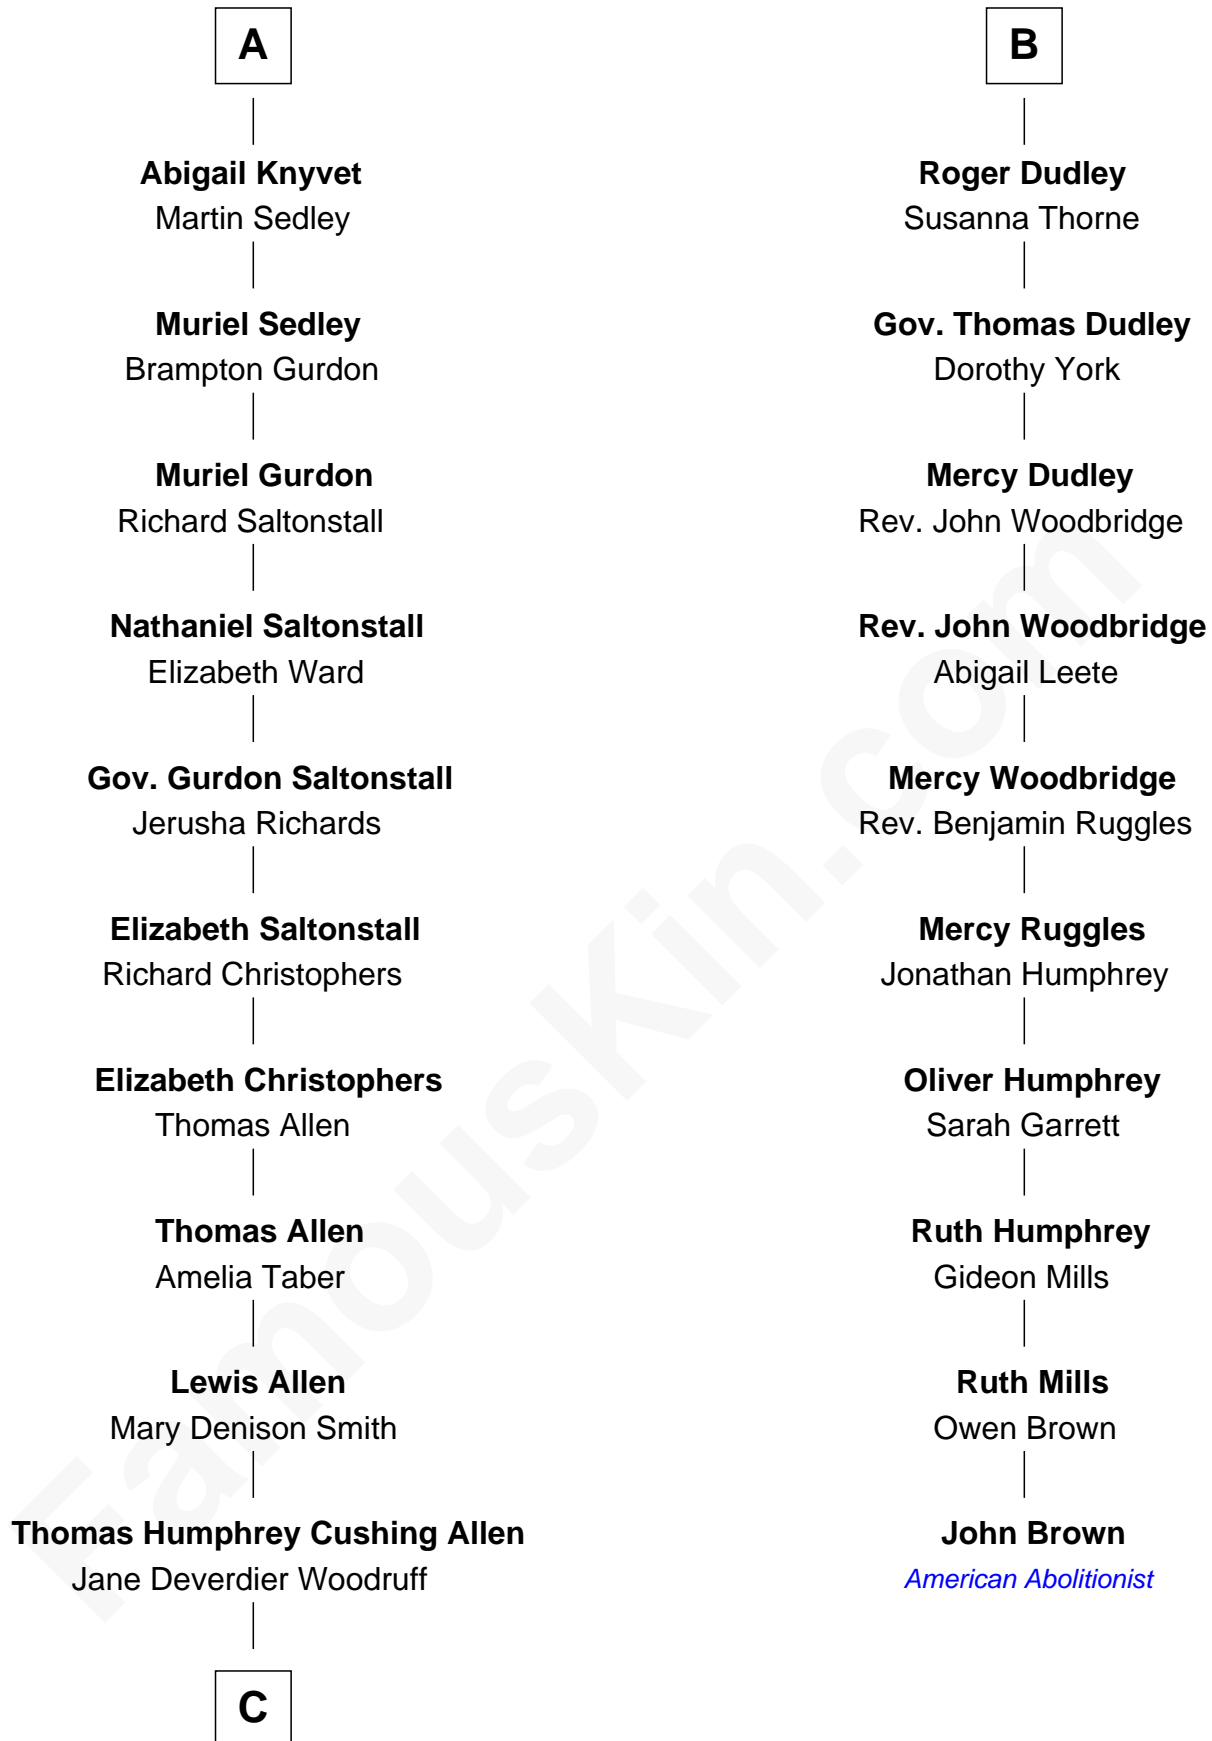 A
Abigail Knyvet
Martin Sedley
Muriel Sedley
Brampton Gurdon
Muriel Gurdon
Richard Saltonstall
Nathaniel Saltonstall
Elizabeth Ward
Gov. Gurdon Saltonstall
Jerusha Richards
Elizabeth Saltonstall
Richard Christophers
Elizabeth Christophers
Thomas Allen
Thomas Allen
Amelia Taber
Lewis Allen
Mary Denison Smith
Thomas Humphrey Cushing Allen
Jane Deverdier Woodruff
C
B
Roger Dudley
Susanna Thorne
Gov. Thomas Dudley
Dorothy York
Mercy Dudley
Rev. John Woodbridge
Rev. John Woodbridge
Abigail Leete
Mercy Woodbridge
Rev. Benjamin Ruggles
Mercy Ruggles
Jonathan Humphrey
Oliver Humphrey
Sarah Garrett
Ruth Humphrey
Gideon Mills
Ruth Mills
Owen Brown
John Brown
American Abolitionist
FamousKin.com